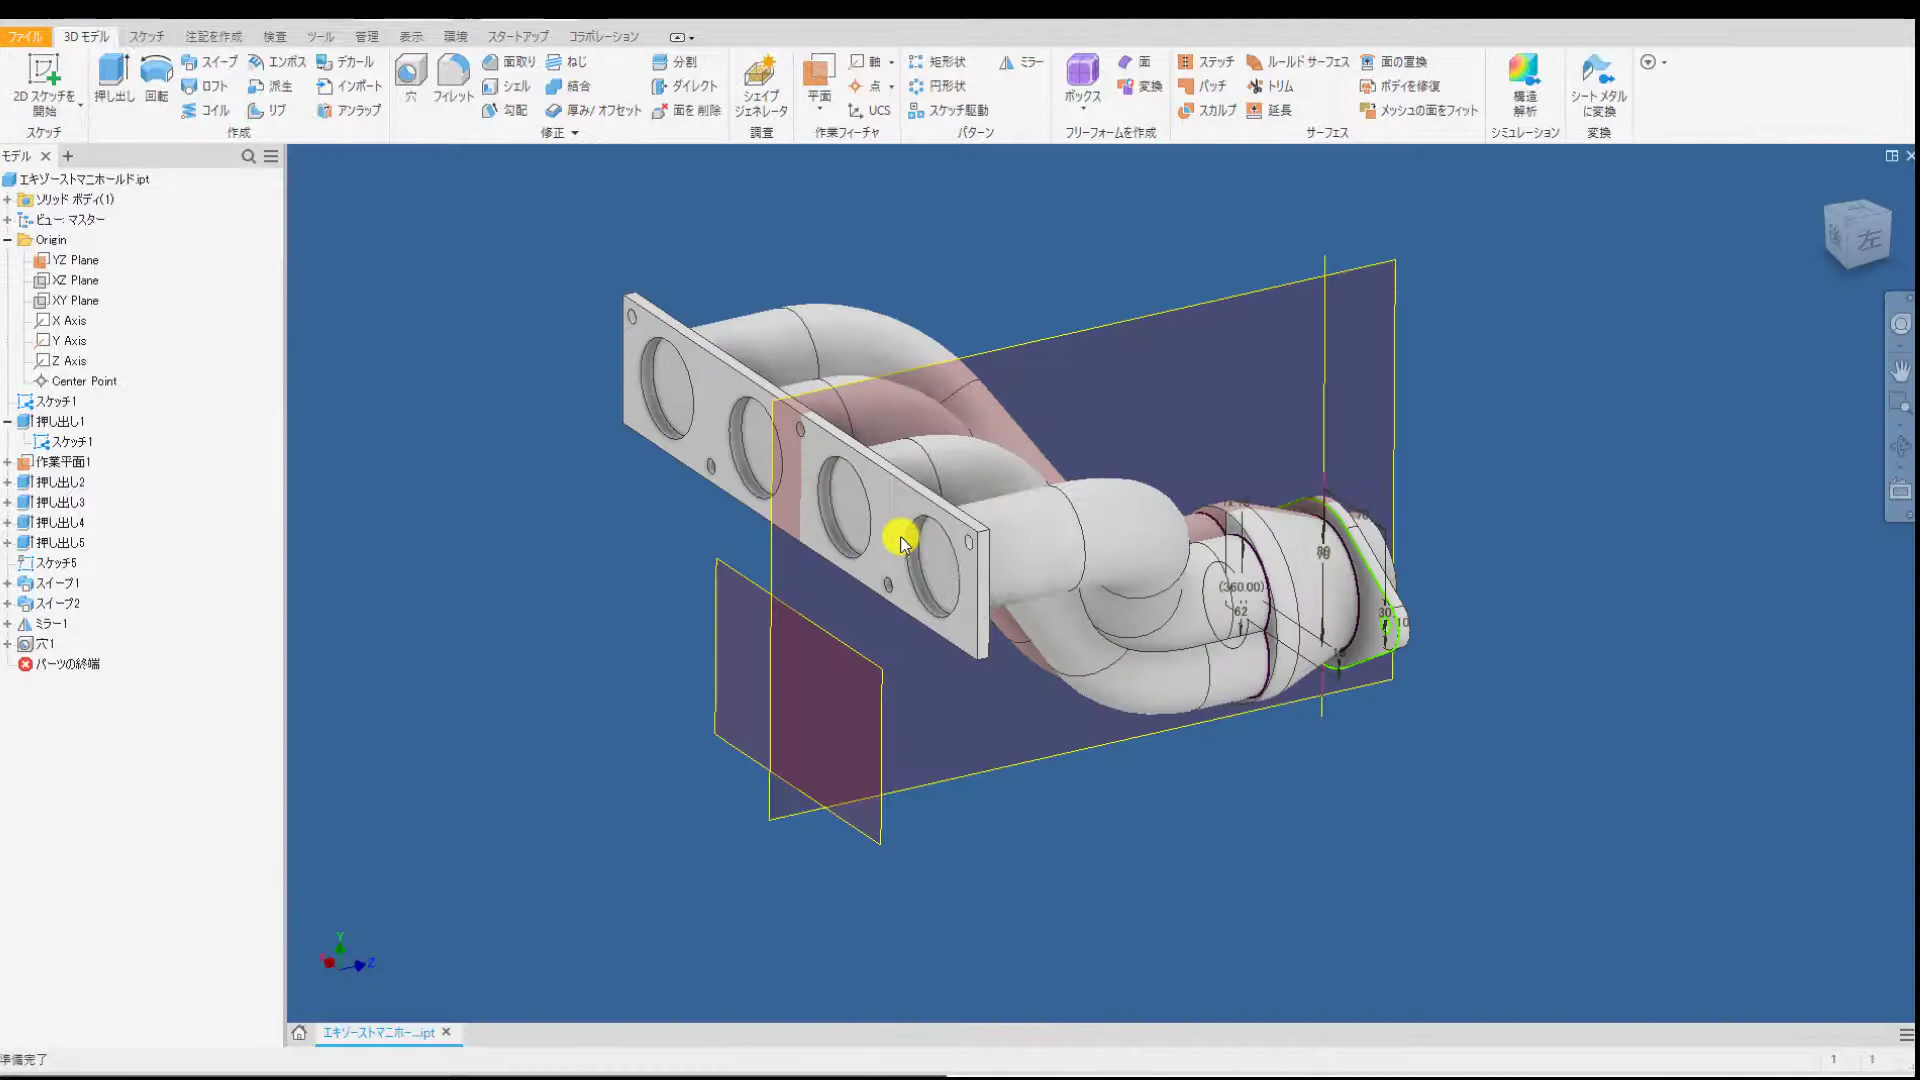 ファイル 3D モデル スケッチ 注記を作成 検査 ツール 管理 表示 環境 スタートアップ コラボレーション
2D スケッチを
開始
スケッチ
押し出し 回転 スイープ エンボス デカール
ロフト 派生 インポート
コイル リブ アンラップ
作成
穴 フィレット 面取り ねじ 分割
シェル 結合 ダイレクト
勾配 厚み/ オフセット 面を 削除
修正
シェイプ
ジェネレータ
調査
平面 軸
点
UCS
作業フィーチャ
矩形状 ミラー
円形状
スケッチ駆動
パターン
ボックス 面
変換
フリーフォームを作成
ステッチ ルールド サーフェス 面の置換
パッチ トリム ボディを修復
スカルプ 延長 メッシュの面をフィット
サーフェス
構造
解析
シミュレーション
シート メタル
に変換
変換
モデル
エキゾーストマニホールド.ipt
ソリッド ボディ(1)
ビュー: マスター
Origin
YZ Plane
XZ Plane
XY Plane
X Axis
Y Axis
Z Axis
Center Point
スケッチ1
押し出し1
スケッチ1
作業平面1
押し出し2
押し出し3
押し出し4
押し出し5
スケッチ5
スイープ1
スイープ2
ミラー1
穴1
パーツの終端
左
(360.00)
62
30
10
Y
Z
エキゾーストマニホー...ipt
準備完了
1 1